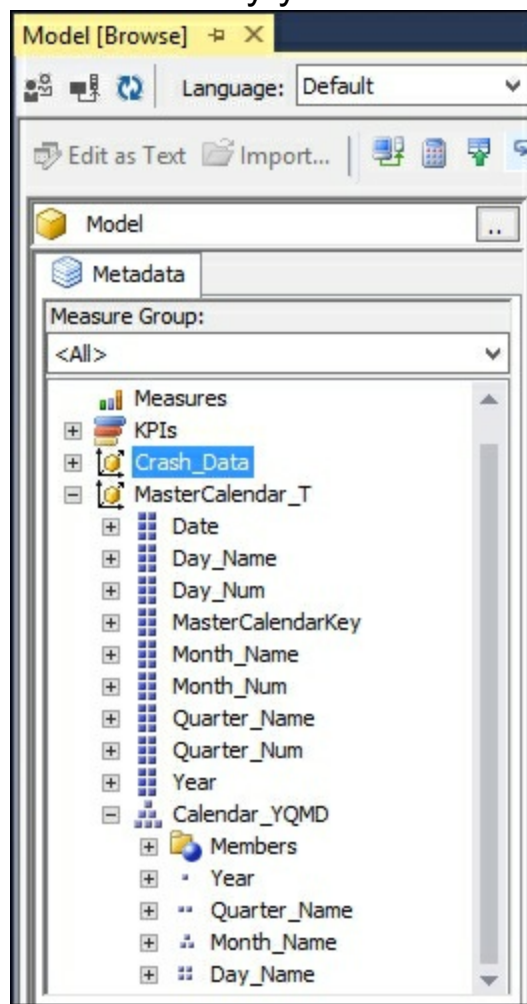 Model [Browse]
Language: Default
Edit as Text Import...
Model ..
Metadata
Measure Group:
<All>
Measures
KPIs
Crash_Data
MasterCalendar_T
Date
Day_Name
Day_Num
MasterCalendarKey
Month_Name
Month_Num
Quarter_Name
Quarter_Num
Year
Calendar_YQMD
Members
Year
Quarter_Name
Month_Name
Day_Name